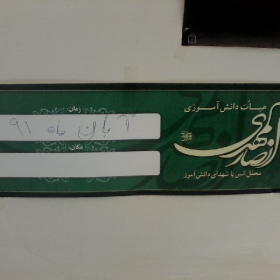 هیأت دانش آموزی
انصار المهدی
محفل انس با شهدای دانش آموز
زمان:
آبان ماه ۹۱
مکان: